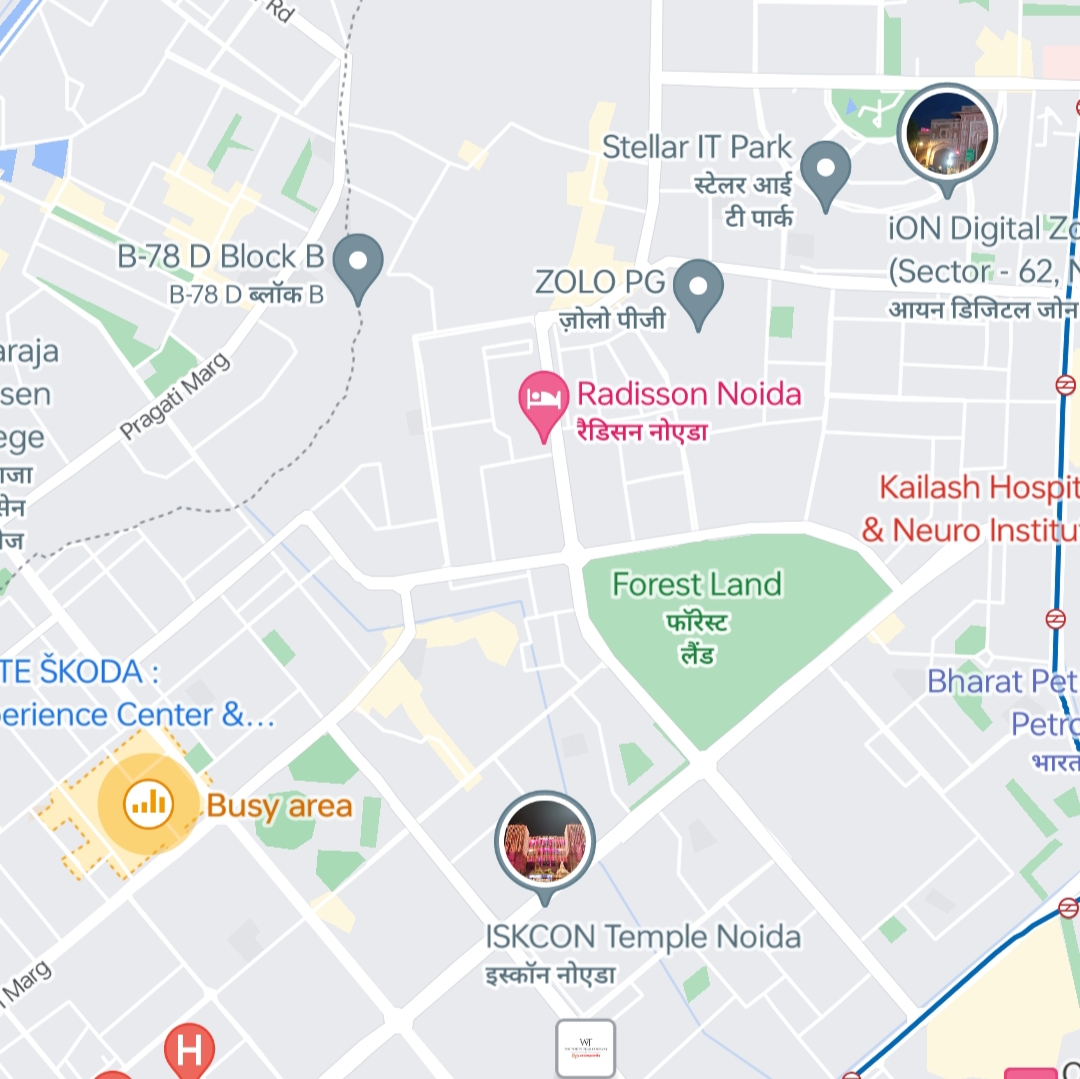 Rd
Stellar IT Park
स्टेलर आई
टी पार्क
iON Digital Zo
(Sector - 62, N
आयन डिजिटल जोन
B-78 D Block B
B-78 D ब्लॉक B
ZOLO PG
ज़ोलो पीजी
araja
sen
ege
ाजा
सेन
ेज
Pragati Marg
Radisson Noida
रैडिसन नोएडा
Kailash Hospit
& Neuro Institu
Forest Land
फॉरेस्ट
लैंड
TE ŠKODA :
perience Center &...
Bharat Pet
Petro
भारत
Busy area
ISKCON Temple Noida
इस्कॉन नोएडा
Marg
H